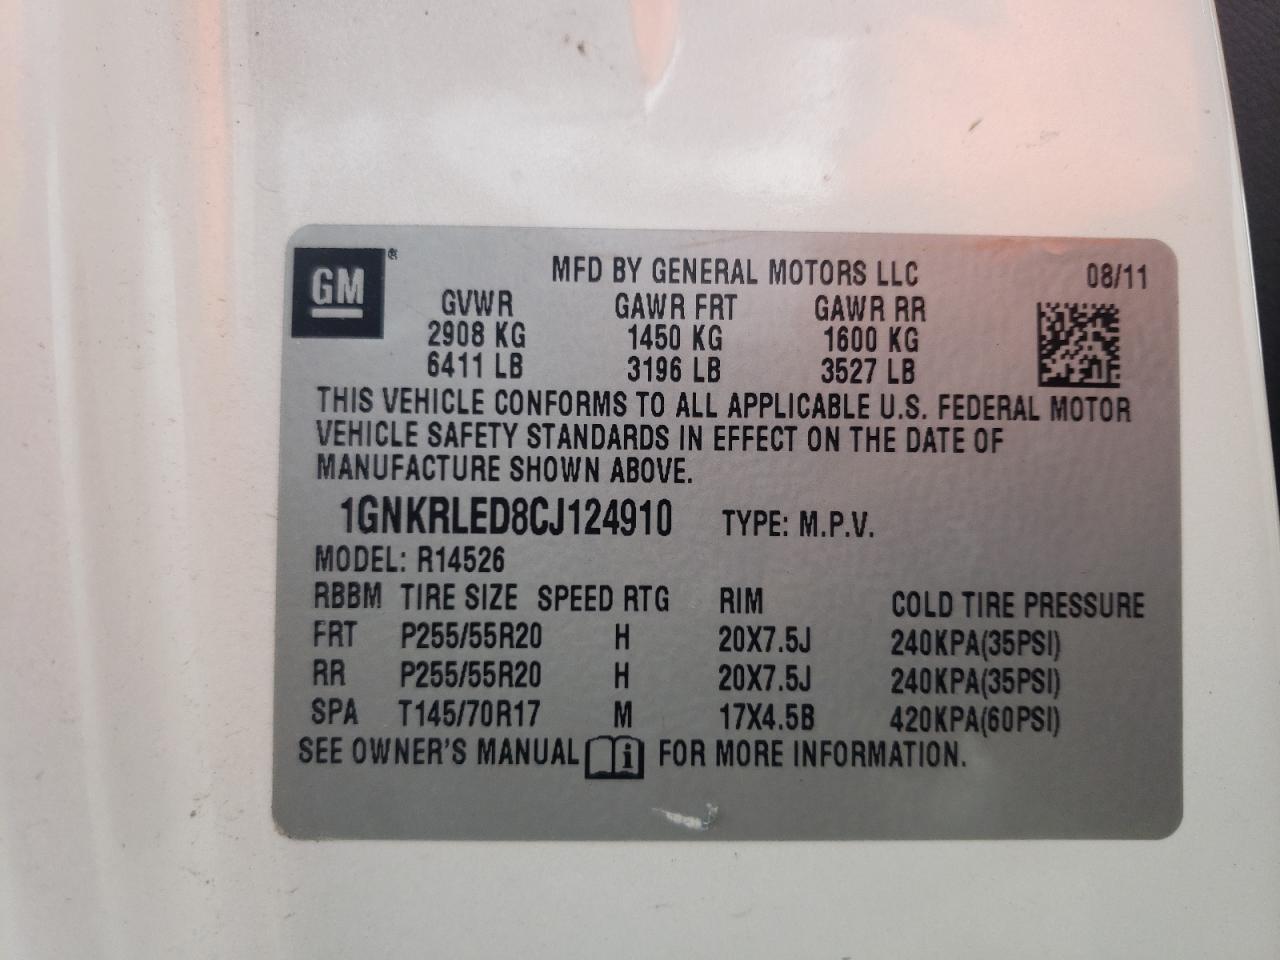 GM®
MFD BY GENERAL MOTORS LLC 08/11
GVWR GAWR FRT GAWR RR
2908 KG 1450 KG 1600 KG
6411 LB 3196 LB 3527 LB
THIS VEHICLE CONFORMS TO ALL APPLICABLE U.S. FEDERAL MOTOR
VEHICLE SAFETY STANDARDS IN EFFECT ON THE DATE OF
MANUFACTURE SHOWN ABOVE.
1GNKRLED8CJ124910 TYPE: M.P.V.
MODEL: R14526
RBBM TIRE SIZE SPEED RTG RIM COLD TIRE PRESSURE
FRT P255/55R20 H 20X7.5J 240KPA(35PSI)
RR P255/55R20 H 20X7.5J 240KPA(35PSI)
SPA T145/70R17 M 17X4.5B 420KPA(60PSI)
SEE OWNER'S MANUAL i FOR MORE INFORMATION.